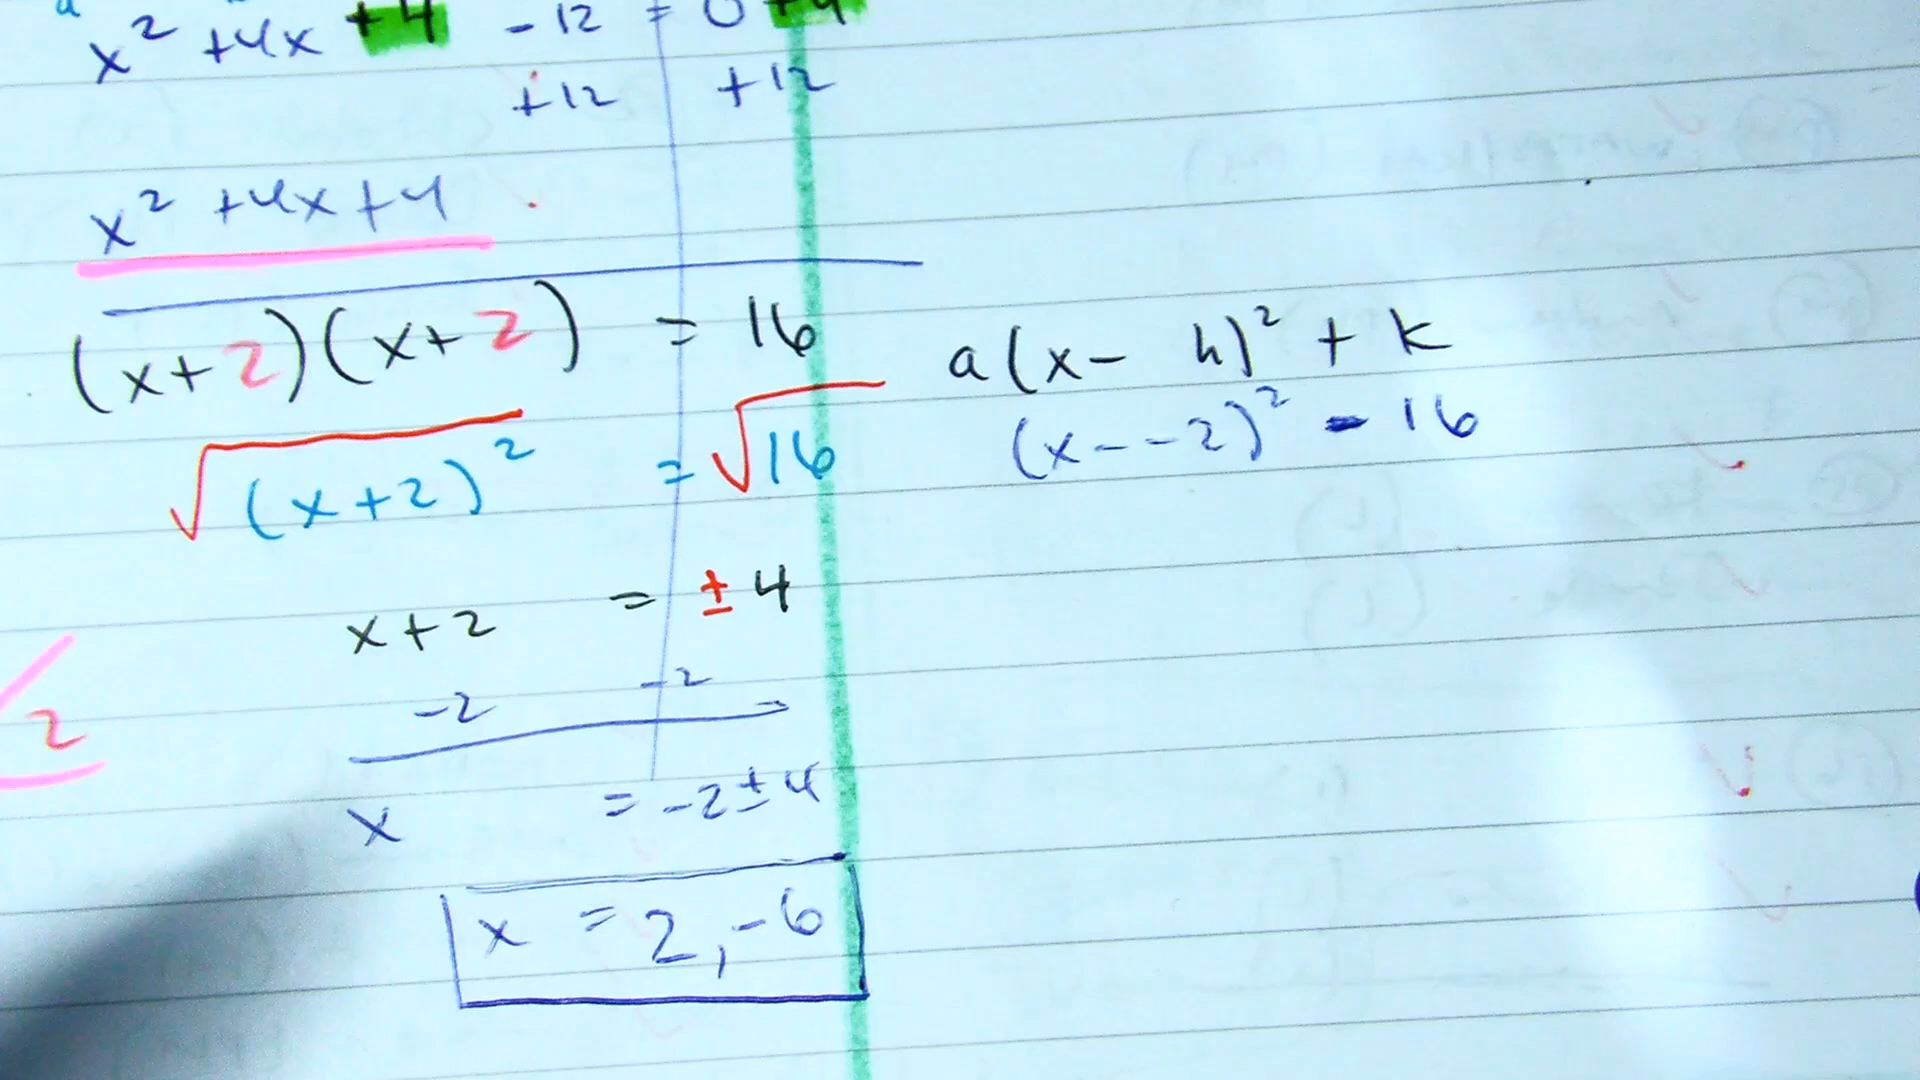 x² +4x +4 -12 = 0 +4
+12 +12
x² +4x+4
(x+2)(x+2) = 16
√(x+2)² = √16
x+2 = ± 4
-2 -2
x = -2±4
x = 2,-6
a(x- h)² + k
(x--2)² - 16
2